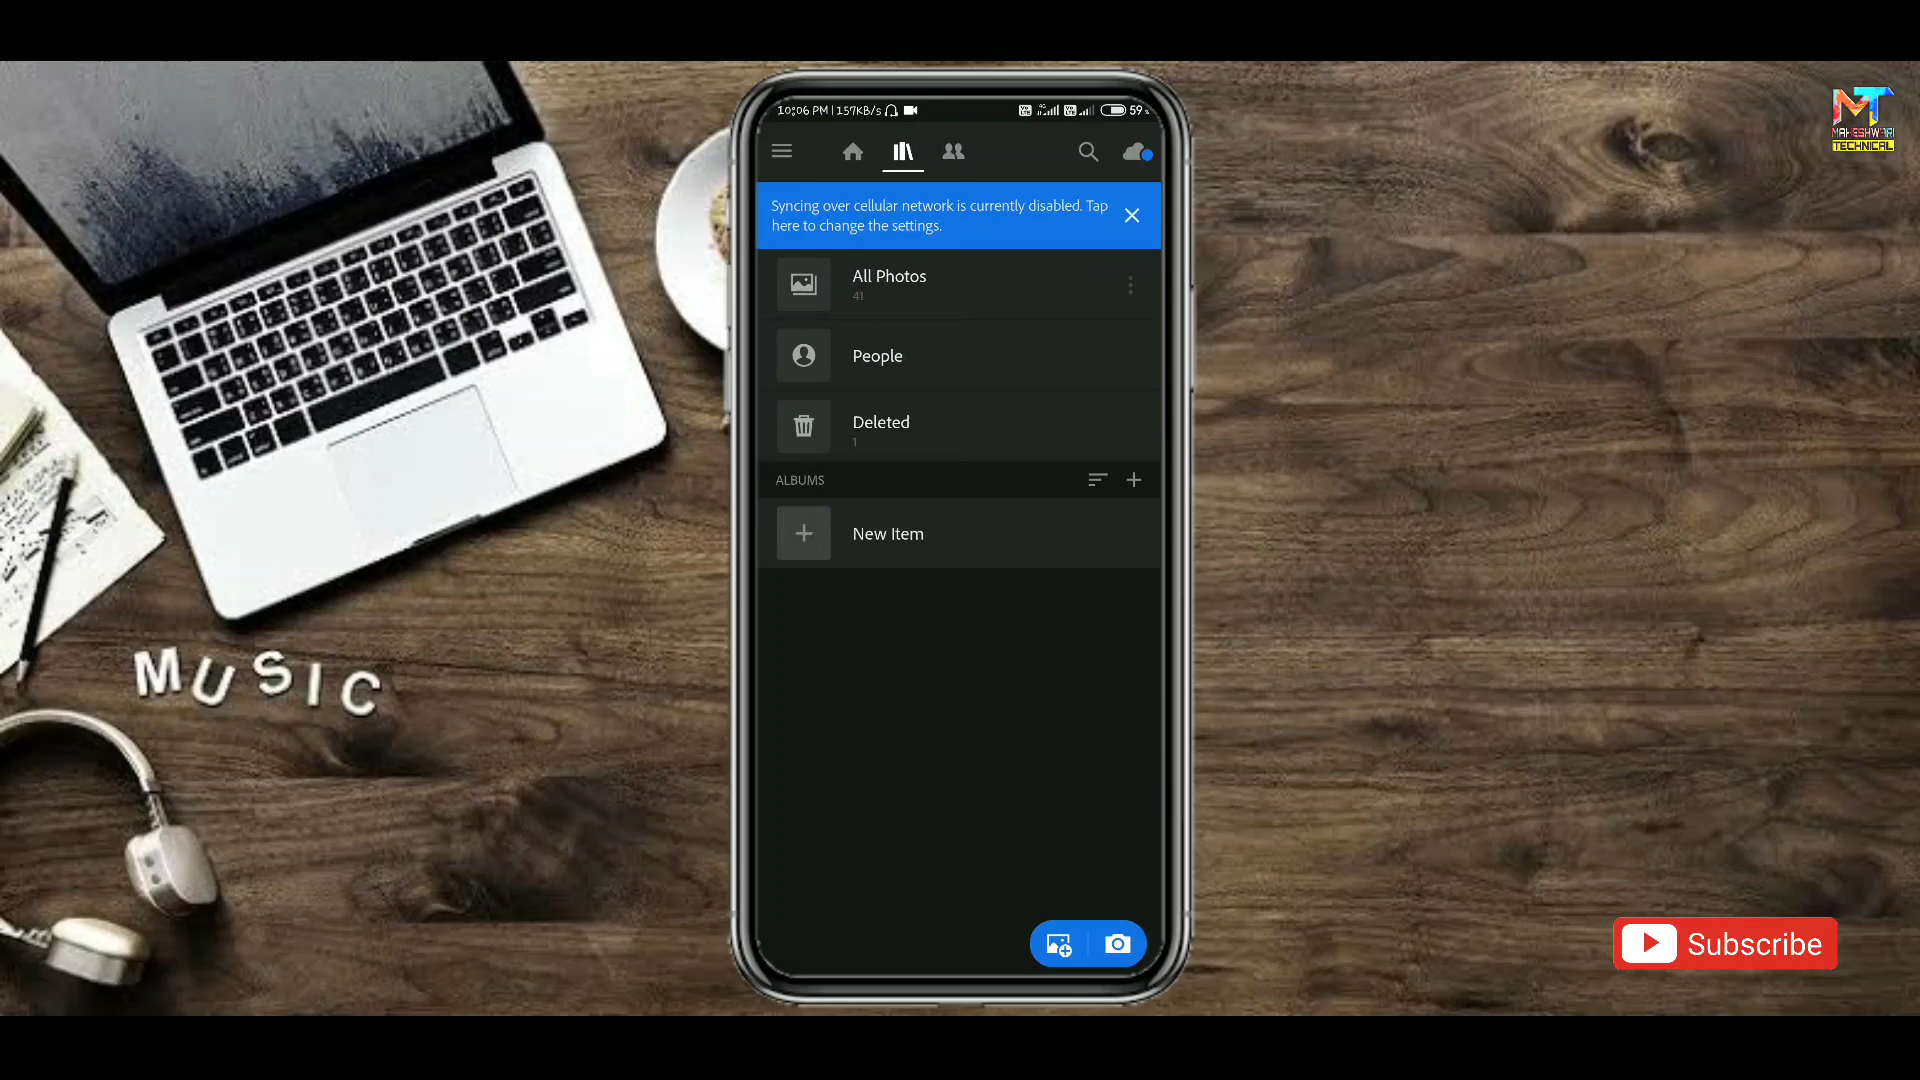 10:06 PM | 157KB/s
59
MT
MAHESHWARI
TECHNICAL
Syncing over cellular network is currently disabled. Tap
here to change the settings.
All Photos
41
People
Deleted
1
ALBUMS
New Item
MUSIC
Subscribe